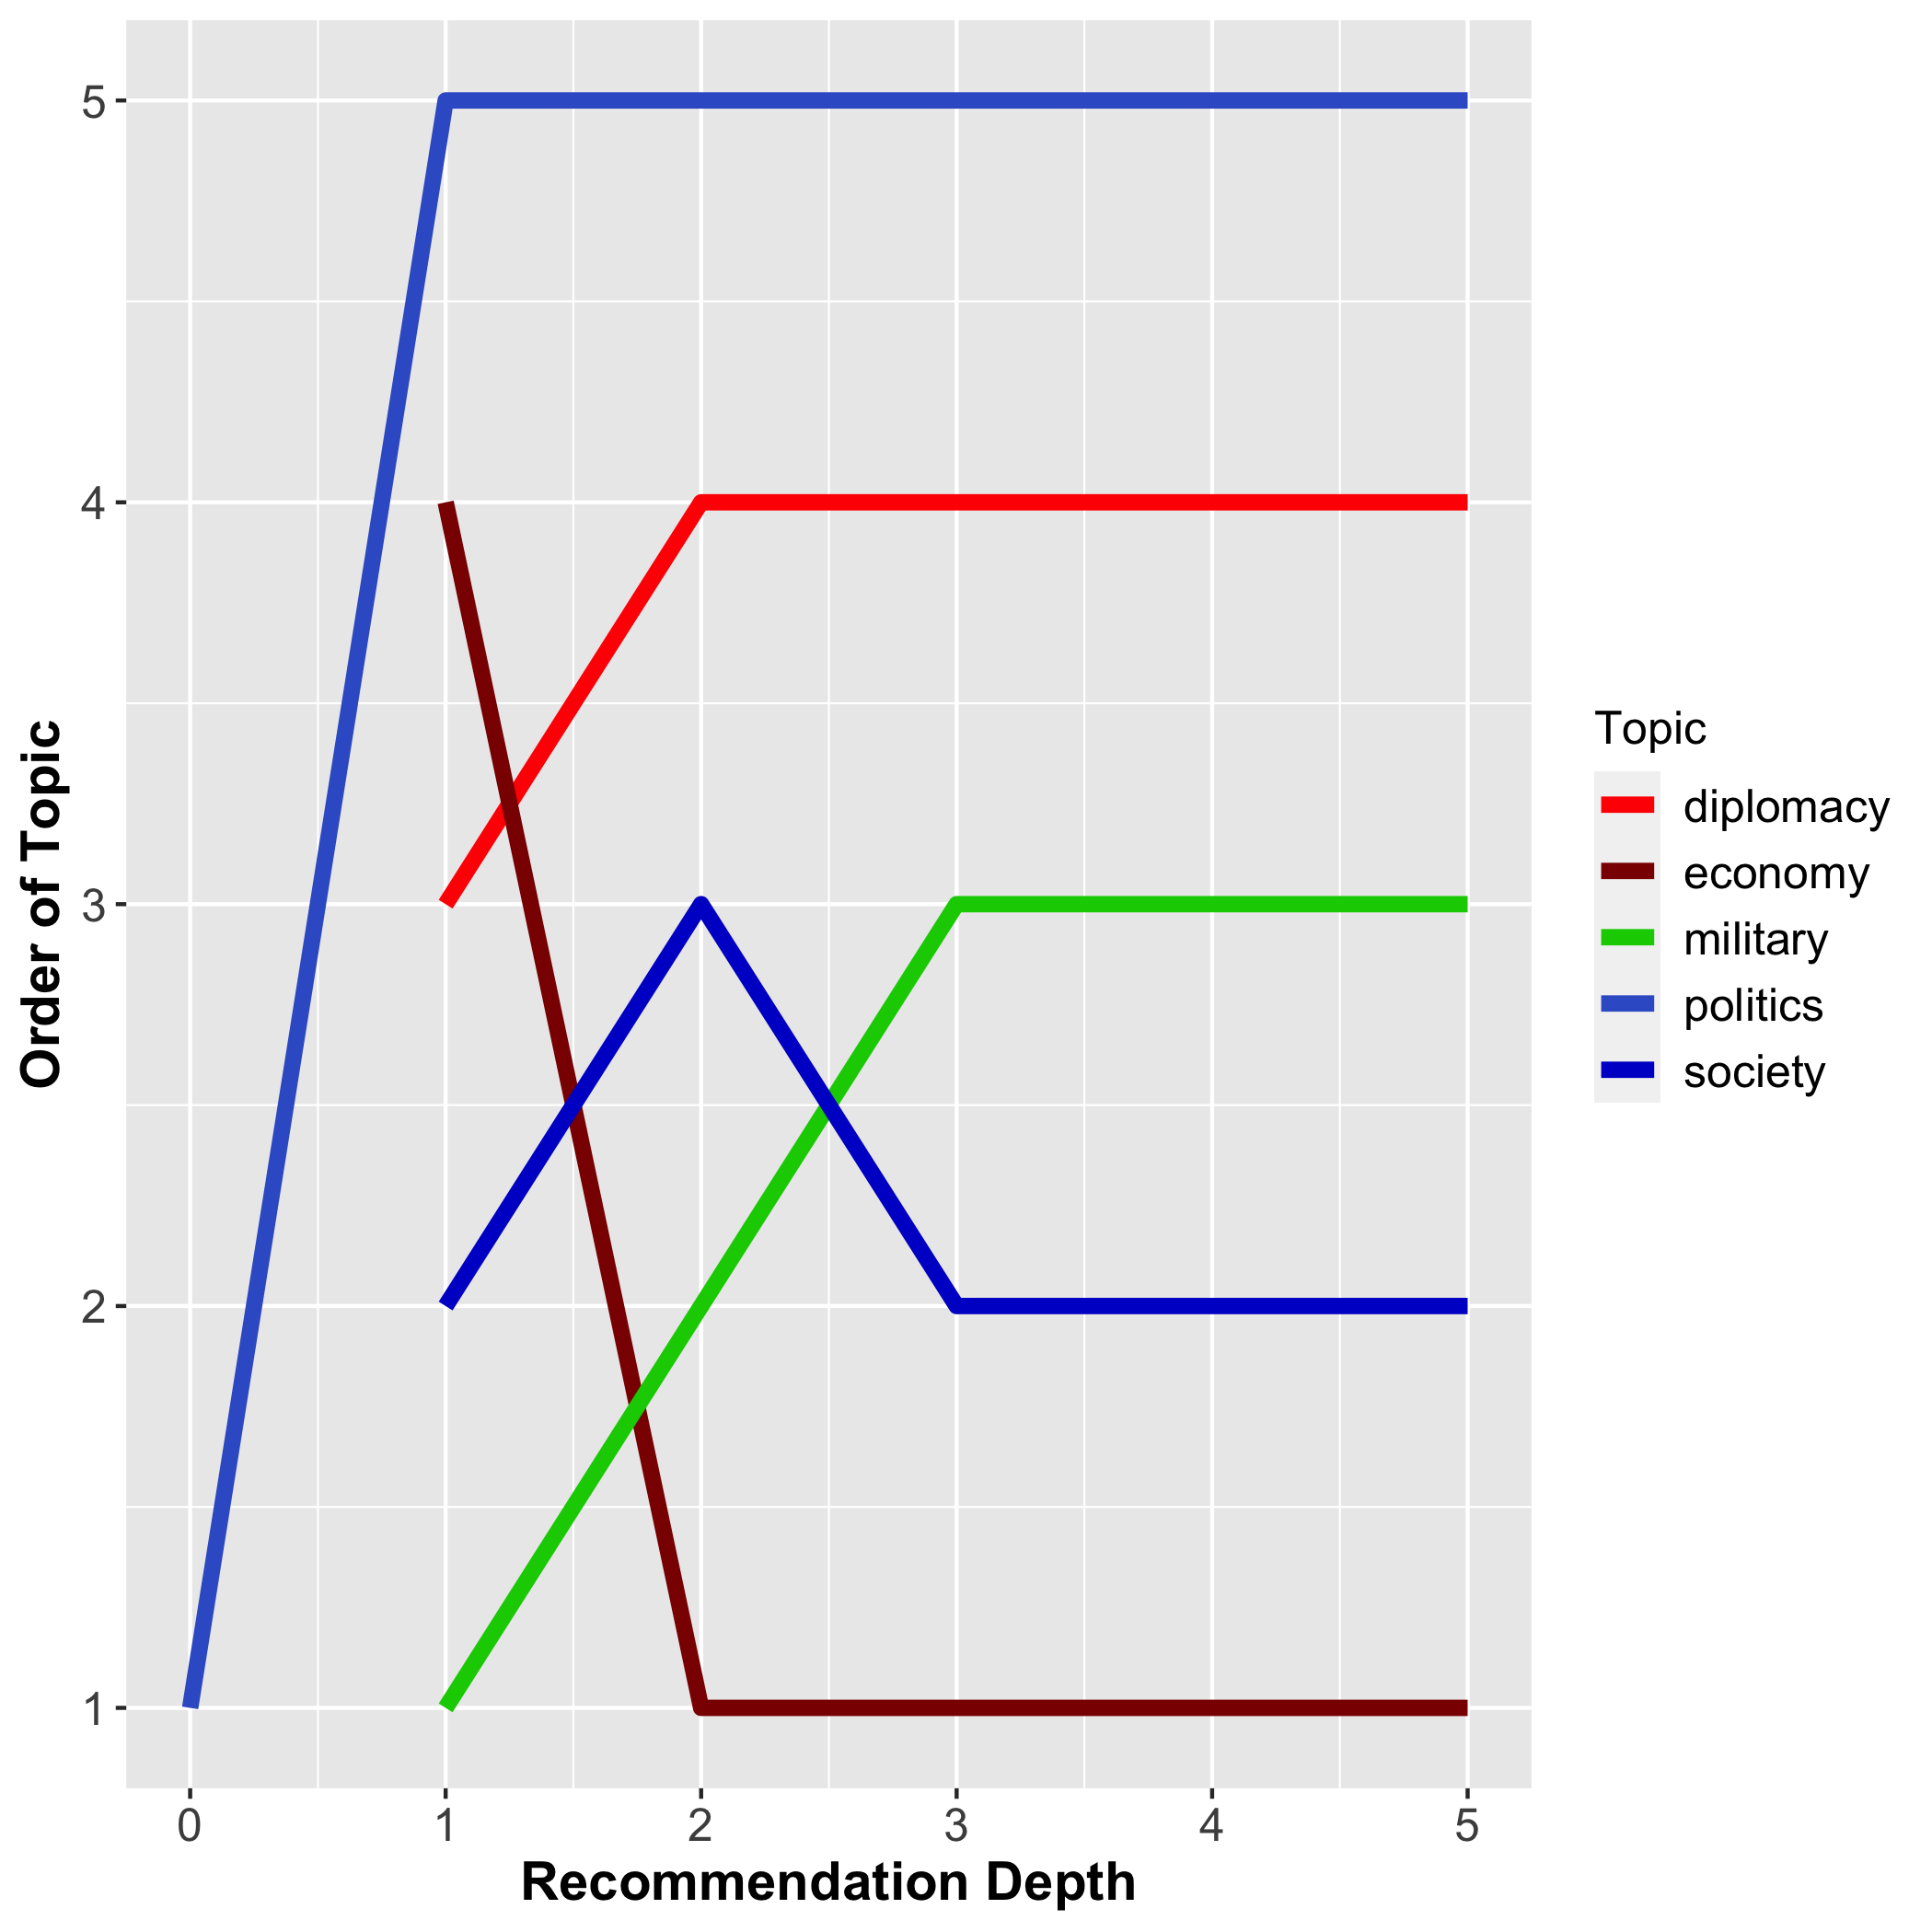 5
4
3
2
1
Order of Topic
0 1 2 3 4 5
Recommendation Depth
Topic
diplomacy
economy
military
politics
society